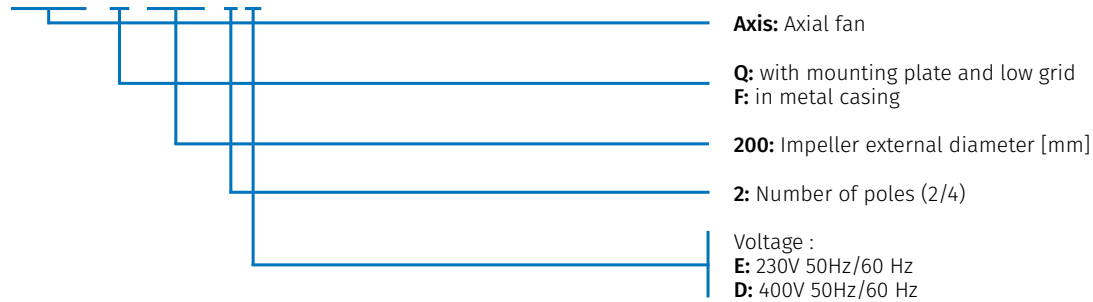 Axis: Axial fan
Q: with mounting plate and low grid
F: in metal casing
200: Impeller external diameter [mm]
2: Number of poles (2/4)
Voltage :
E: 230V 50Hz/60 Hz
D: 400V 50Hz/60 Hz